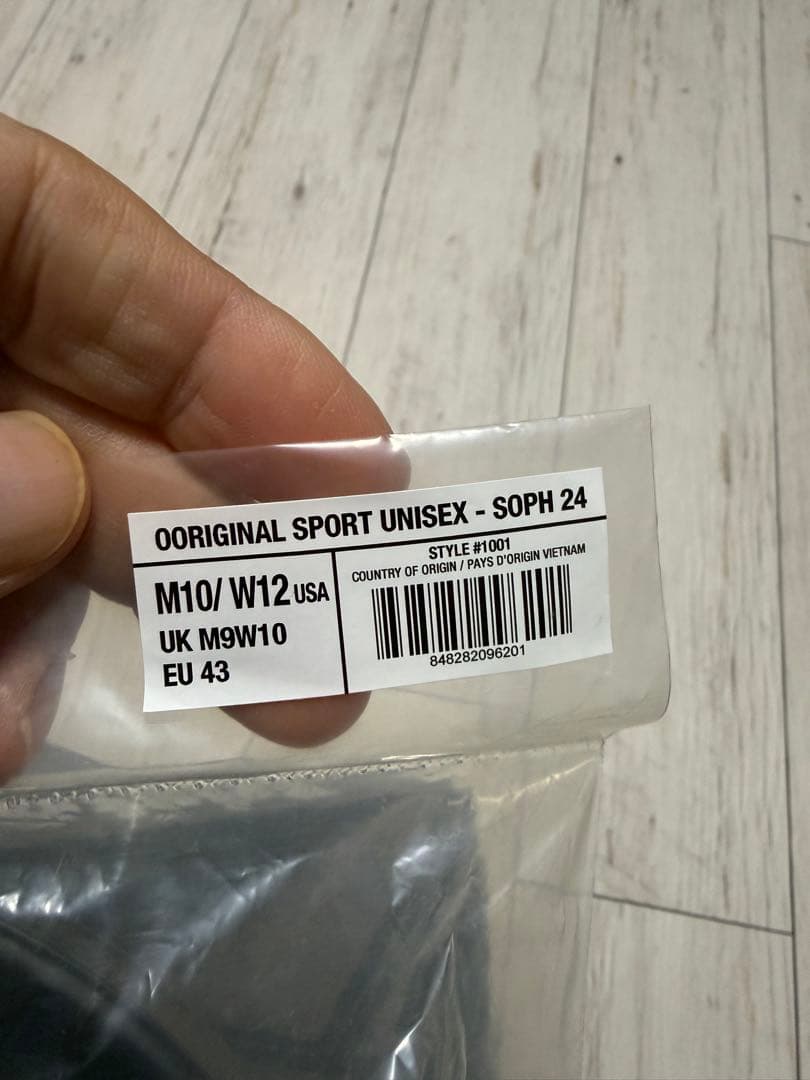 OORIGINAL SPORT UNISEX - SOPH 24
M10/ W12 USA
UK M9W10
EU 43
STYLE #1001
COUNTRY OF ORIGIN / PAYS D'ORIGIN VIETNAM
848282096201